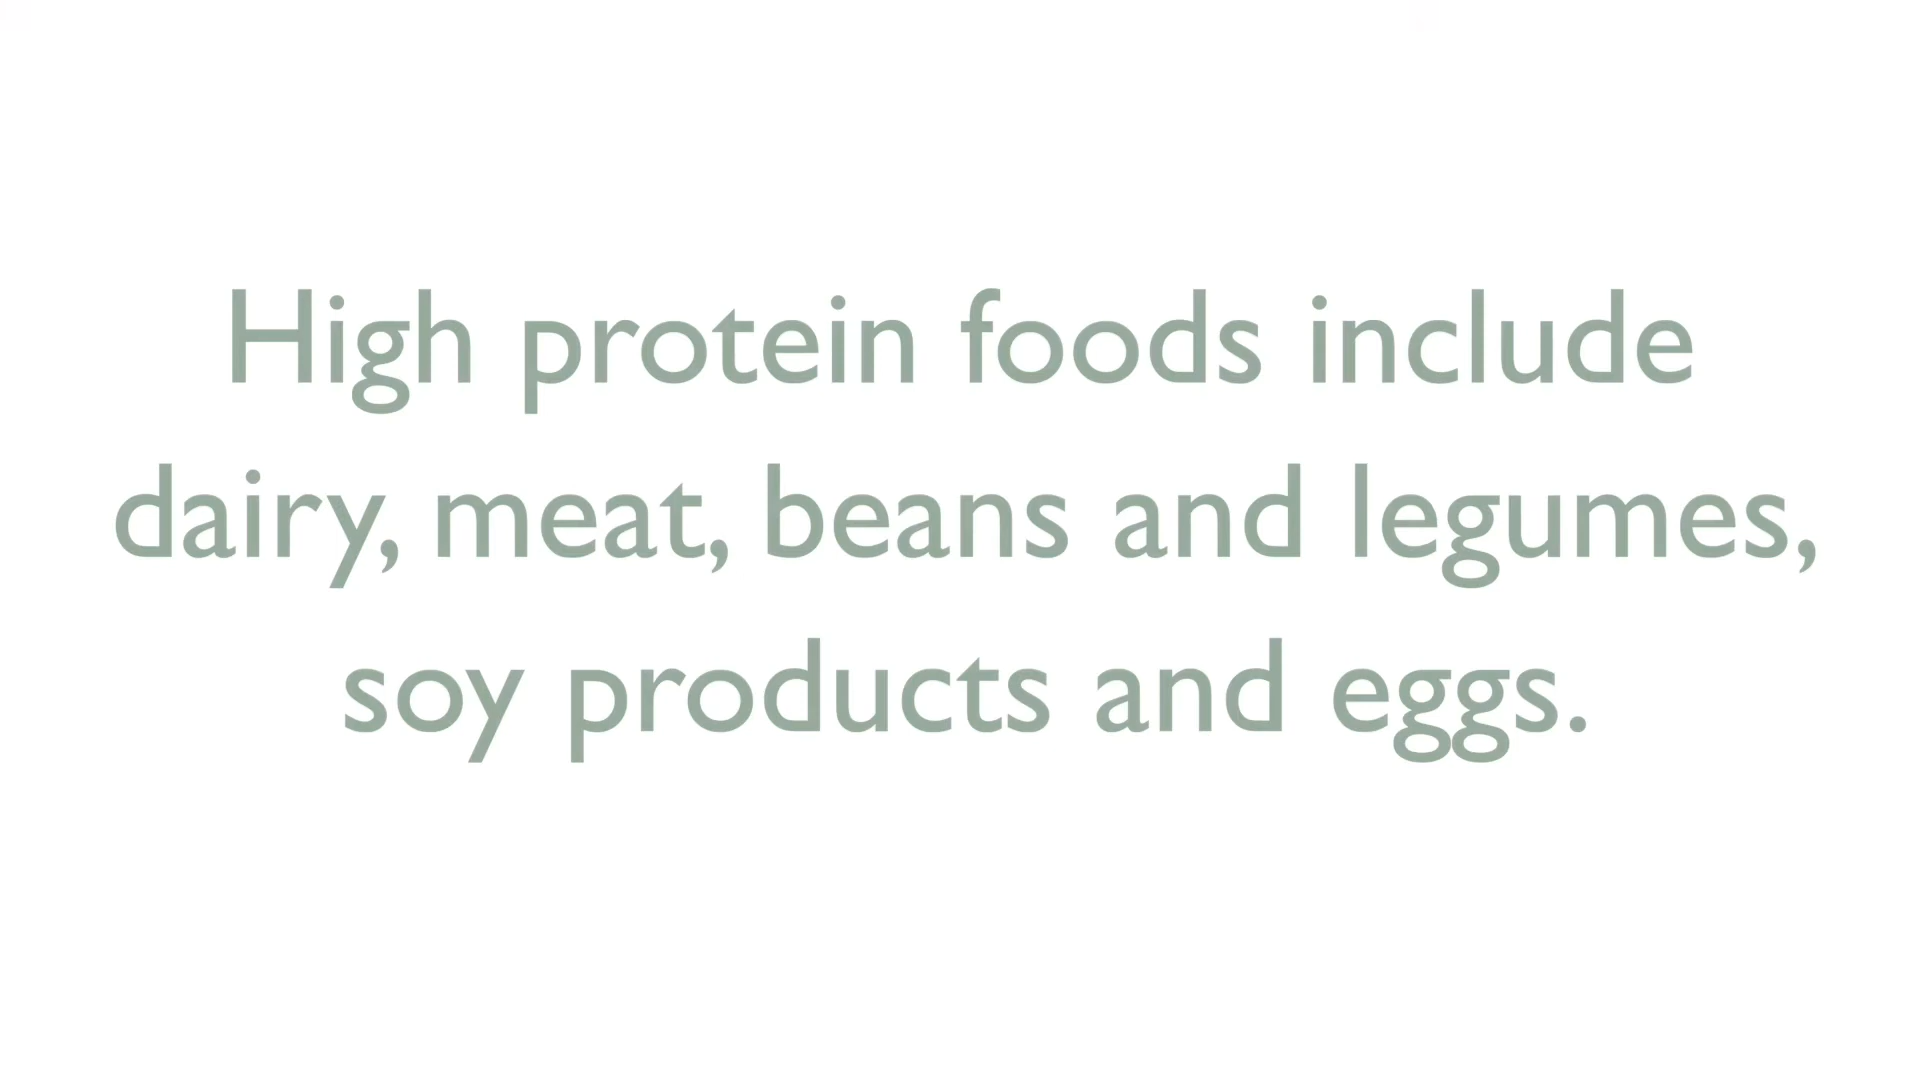 High protein foods include
dairy, meat, beans and legumes,
soy products and eggs.